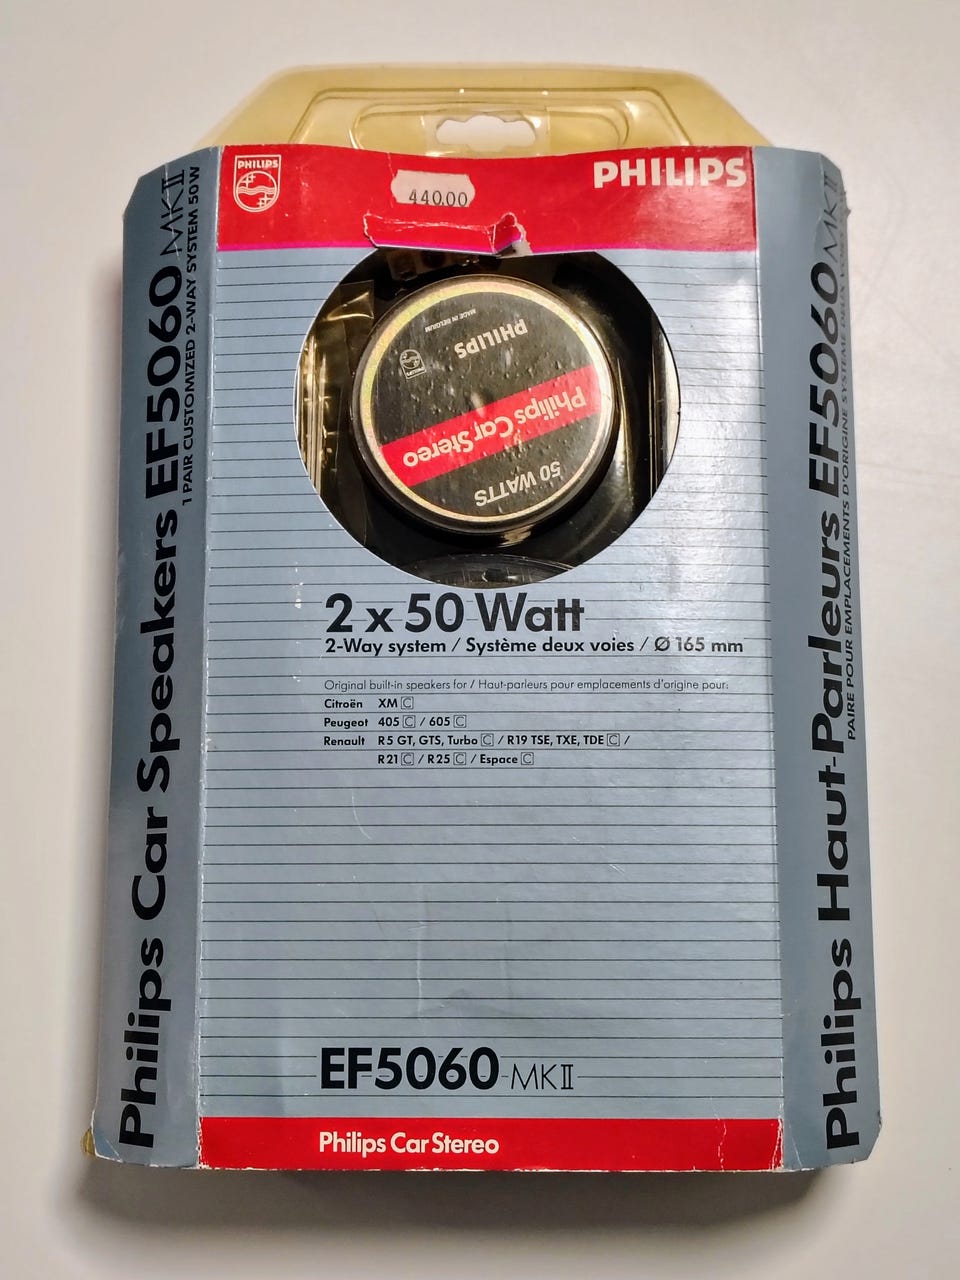 PHILIPS
PHILIPS
44000
PHILIPS
MADE IN BELGIUM
PHILIPS
Philips Car Stereo
50 WATTS
2 x 50 Watt
2-Way system / Système deux voies / Ø 165 mm
Original built-in speakers for / Haut-parleurs pour emplacements d'origine pour:
Citroën XM C
Peugeot 405 C / 605 C
Renault R5 GT, GTS, Turbo C / R19 TSE, TXE, TDE C /
R21 C / R25 C / Espace C
EF5060 MKII
Philips Car Stereo
Philips Car Speakers EF5060 MKII
1 PAIR CUSTOMIZED 2-WAY SYSTEM 50W
Philips Haut-Parleurs EF5060 MKII
PAIRE POUR EMPLACEMENTS D'ORIGINE SYSTEME DEUX VOIES